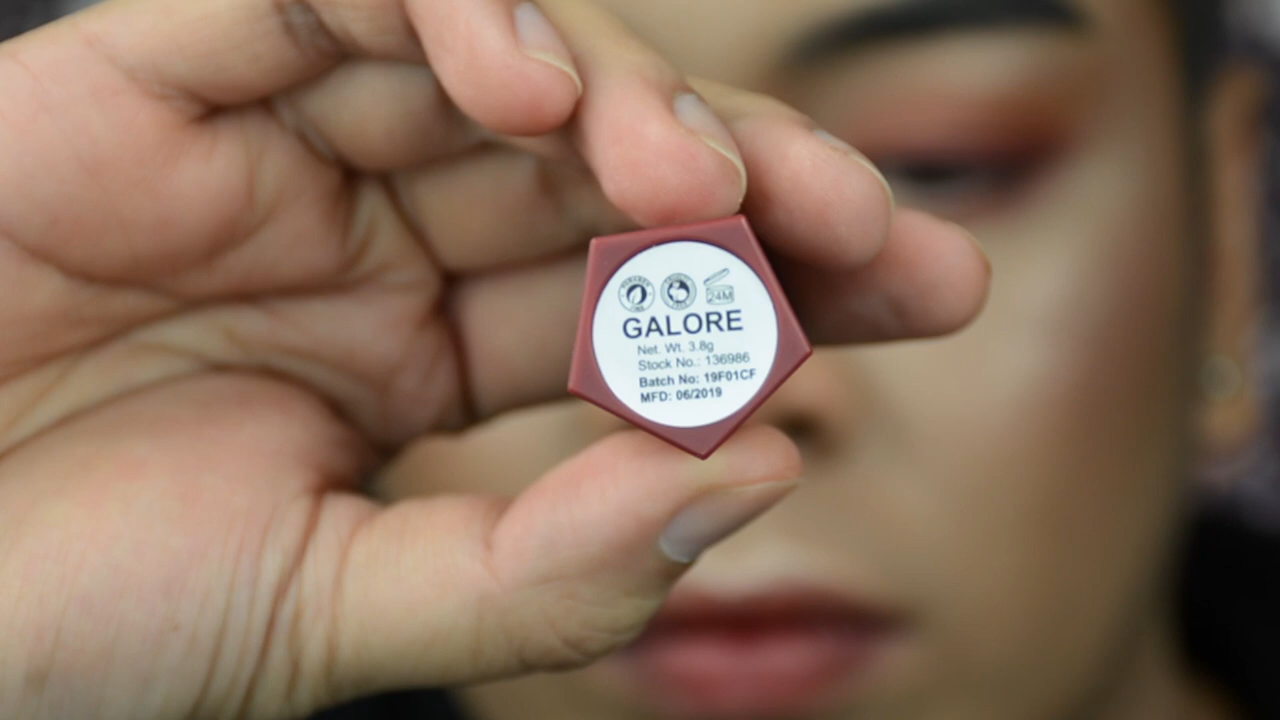 24M
GALORE
Net. Wt. 3.8g
Stock No.: 136986
Batch No: 19F01CF
MFD: 06/2019